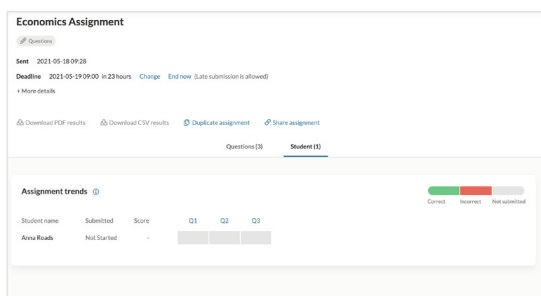 Economics Assignment
Questions
Sent 2021-05-18 09:28
Deadline 2021-05-19 09:00 in 23 hours Change End now (Late submission is allowed)
+ More details
Download PDF results Download CSV results Duplicate assignment Share assignment
Questions (3) Student (1)
Assignment trends
Correct Incorrect Not submitted
Student name Submitted Score Q1 Q2 Q3
Anna Roads Not Started -